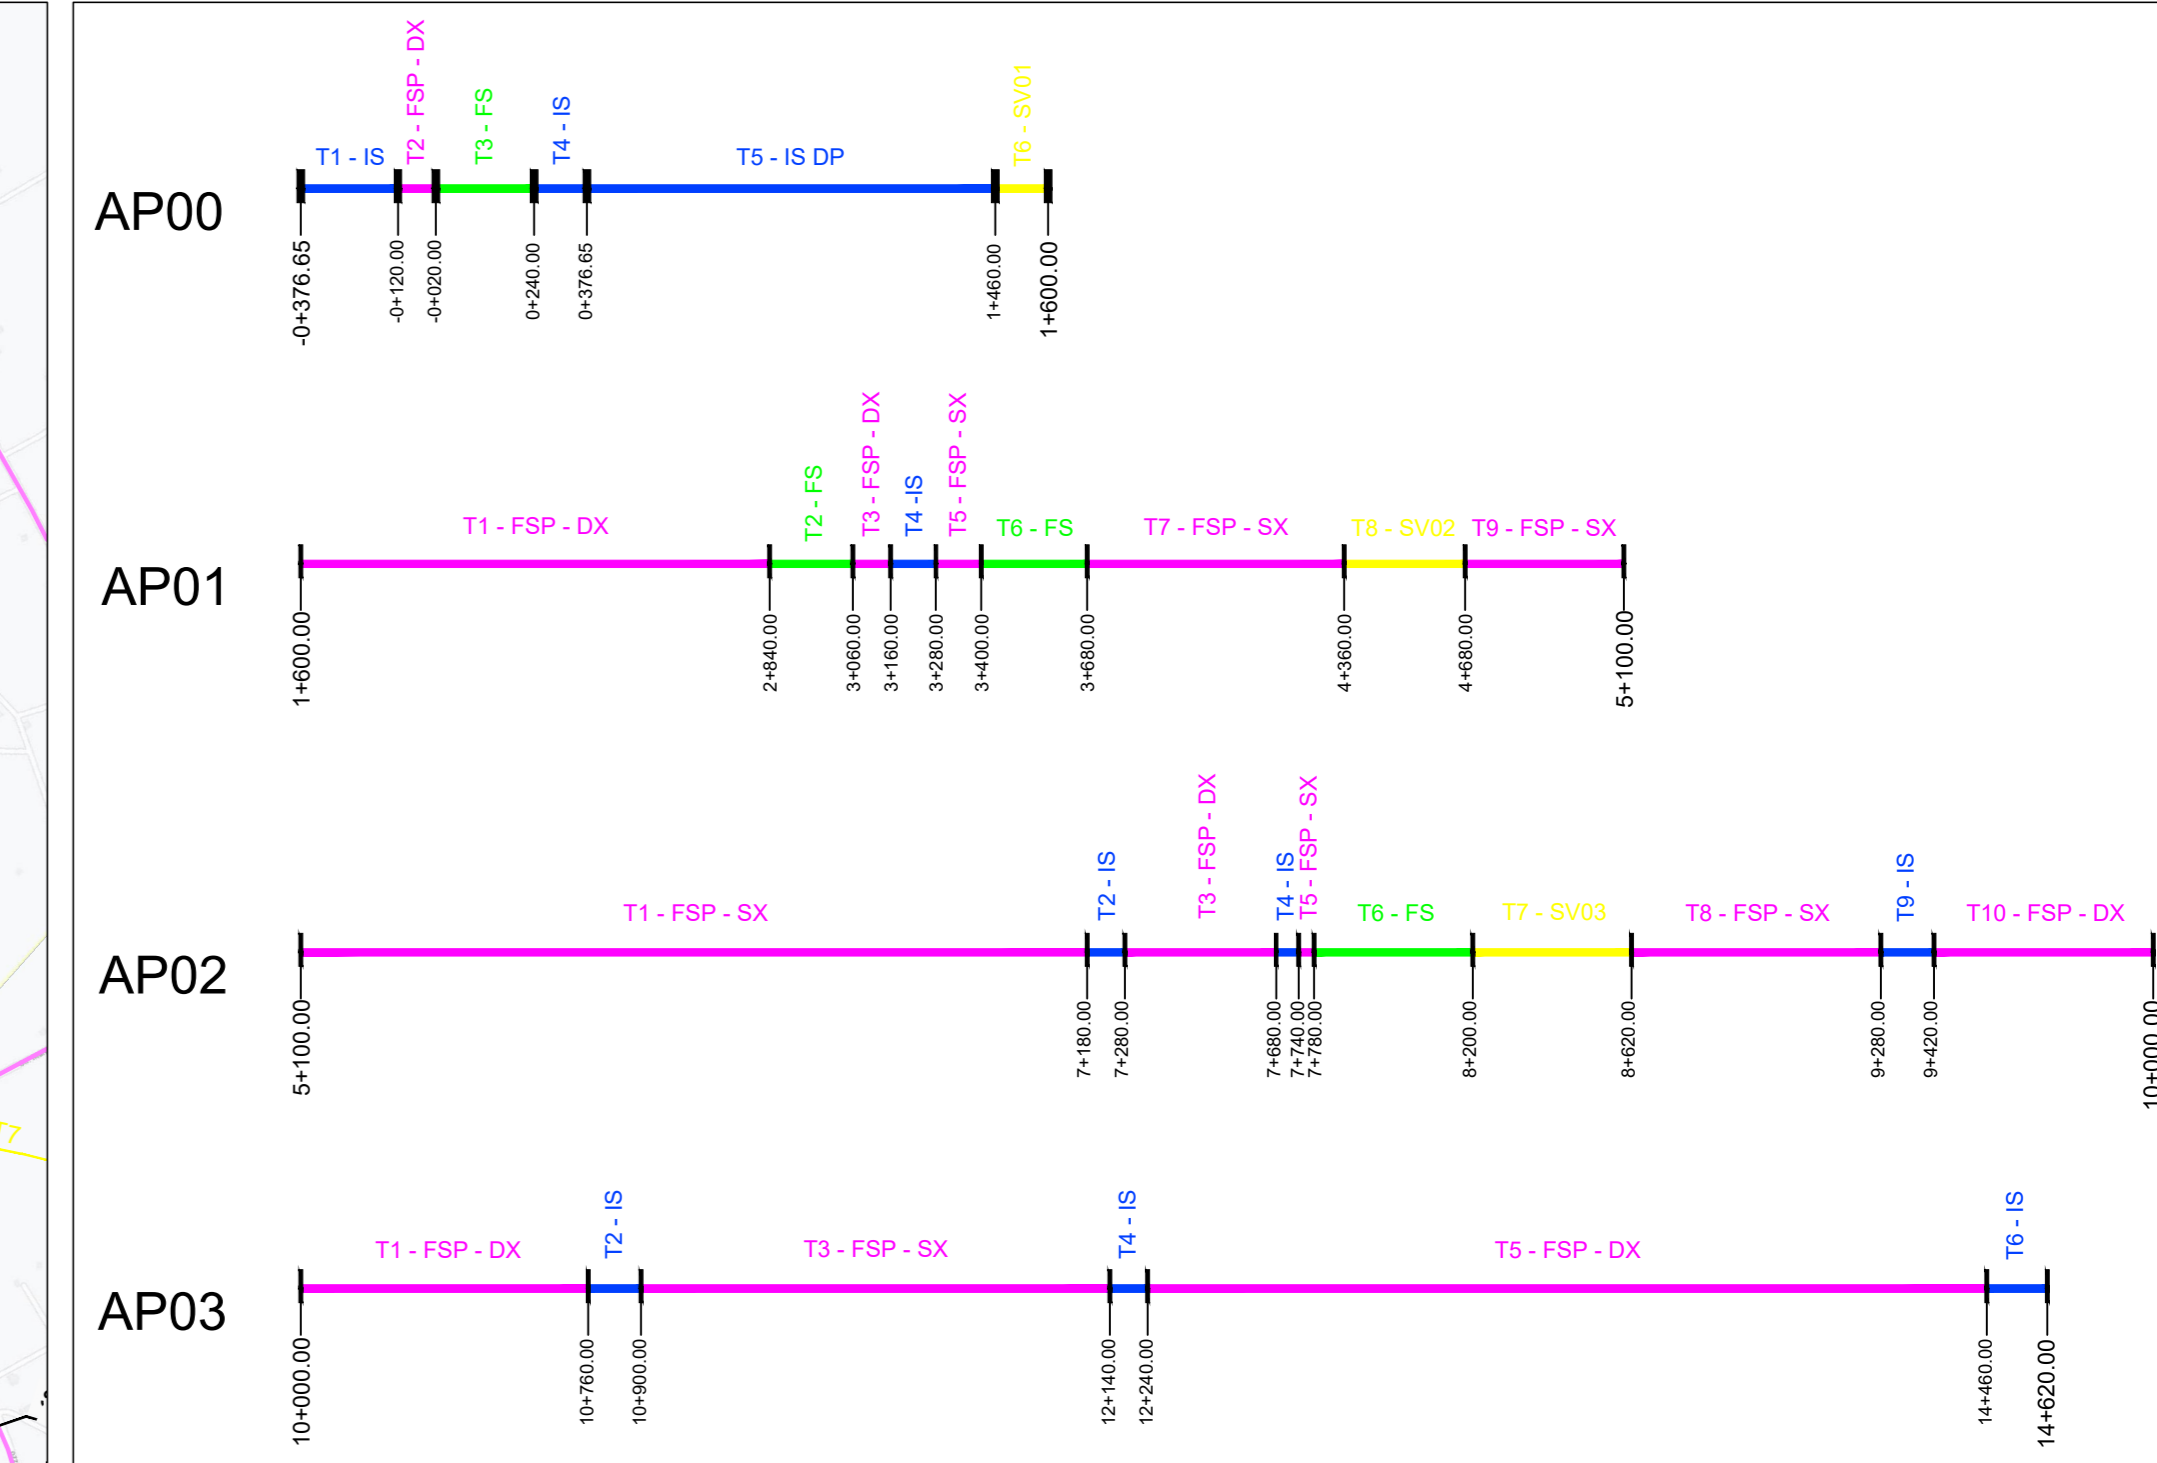 AP00
T1 - IS
T2 - FSP - DX
T3 - FS
T4 - IS
T5 - IS DP
T6 - SV01
-0+376.65
-0+120.00
-0+020.00
0+240.00
0+376.65
1+460.00
1+600.00
AP01
T1 - FSP - DX
T2 - FS
T3 - FSP - DX
T4 -IS
T5 - FSP - SX
T6 - FS
T7 - FSP - SX
T8 - SV02
T9 - FSP - SX
1+600.00
2+840.00
3+060.00
3+160.00
3+280.00
3+400.00
3+680.00
4+360.00
4+680.00
5+100.00
AP02
T1 - FSP - SX
T2 - IS
T3 - FSP - DX
T4 - IS
T5 - FSP - SX
T6 - FS
T7 - SV03
T8 - FSP - SX
T9 - IS
T10 - FSP - DX
5+100.00
7+180.00
7+280.00
7+680.00
7+740.00
7+780.00
8+200.00
8+620.00
9+280.00
9+420.00
10+000.00
T7
AP03
T1 - FSP - DX
T2 - IS
T3 - FSP - SX
T4 - IS
T5 - FSP - DX
T6 - IS
10+000.00
10+760.00
10+900.00
12+140.00
12+240.00
14+460.00
14+620.00